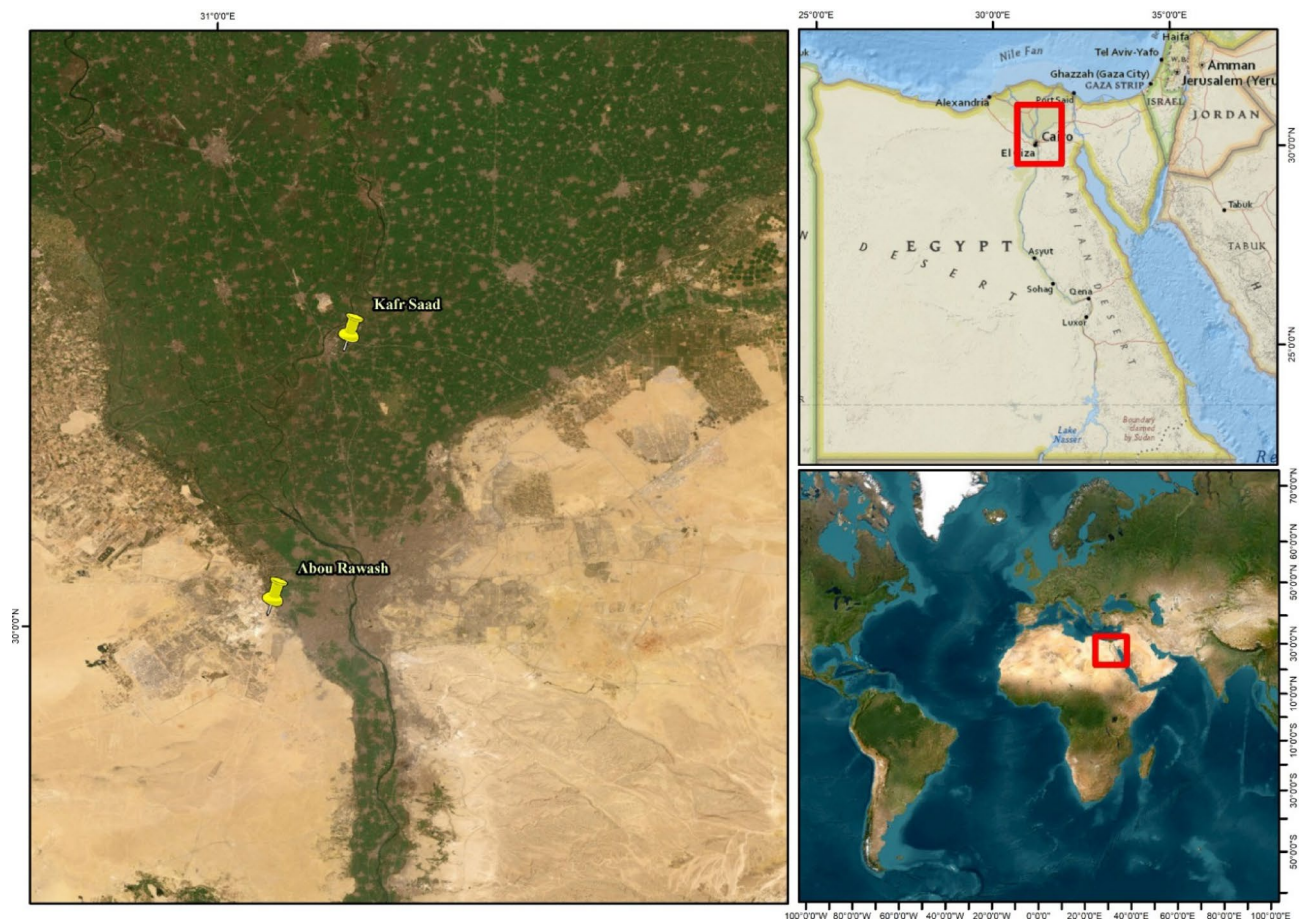 31°0'0"E
30°0'0"N
Kafr Saad
Abou Rawash
25°0'0"E
30°0'0"E
35°0'0"E
30°0'0"N
25°0'0"N
Haifa
Tel Aviv-Yafo
W.B.
Amman
Nile Fan
Ghazzah (Gaza City)
Jerusalem (Yeru
GAZA STRIP
Alexandria
Port Said
ISRAEL
JORDAN
Cairo
El Giza
ARABIAN DESERT
Tabuk
EGYPT
DESERT
TABUK
H
Asyut
Sohag
Qena
Luxor
Lake
Nasser
Boundary
claimed
by Sudan
Re
70°0'0"N
60°0'0"N
50°0'0"N
40°0'0"N
30°0'0"N
20°0'0"N
10°0'0"N
0°0'0"
10°0'0"S
20°0'0"S
30°0'0"S
40°0'0"S
50°0'0"S
100°0'0"W 80°0'0"W 60°0'0"W 40°0'0"W 20°0'0"W 0°0'0" 20°0'0"E 40°0'0"E 60°0'0"E 80°0'0"E 100°0'0"E